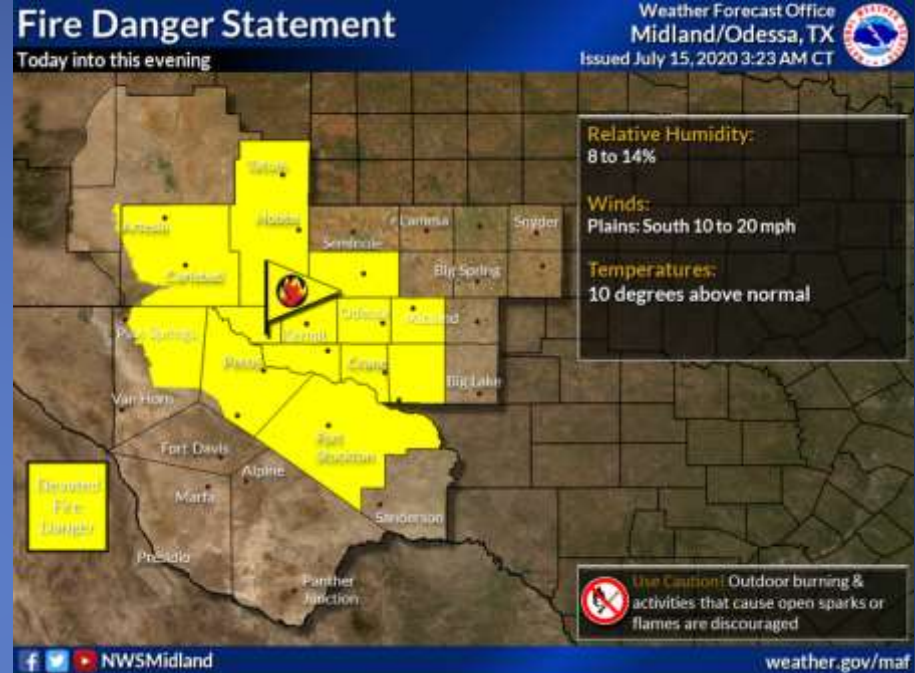 Fire Danger Statement
Today into this evening
Weather Forecast Office
Midland/Odessa, TX
Issued July 15, 2020 3:23 AM CT
Relative Humidity:
8 to 14%
Winds:
Plains: South 10 to 20 mph
Temperatures:
10 degrees above normal
Tatum
Hobbs
Artesia
Lamesa
Snyder
Seminole
Carlsbad
Big Spring
Odessa
Midland
Kermit
Pine Springs
Pecos
Crane
Big Lake
Van Horn
Fort Davis
Fort
Stockton
Alpine
Marfa
Sanderson
Presidio
Panther
Junction
Elevated
Fire
Danger
Use Caution! Outdoor burning &
activities that cause open sparks or
flames are discouraged
NWSMidland
weather.gov/maf